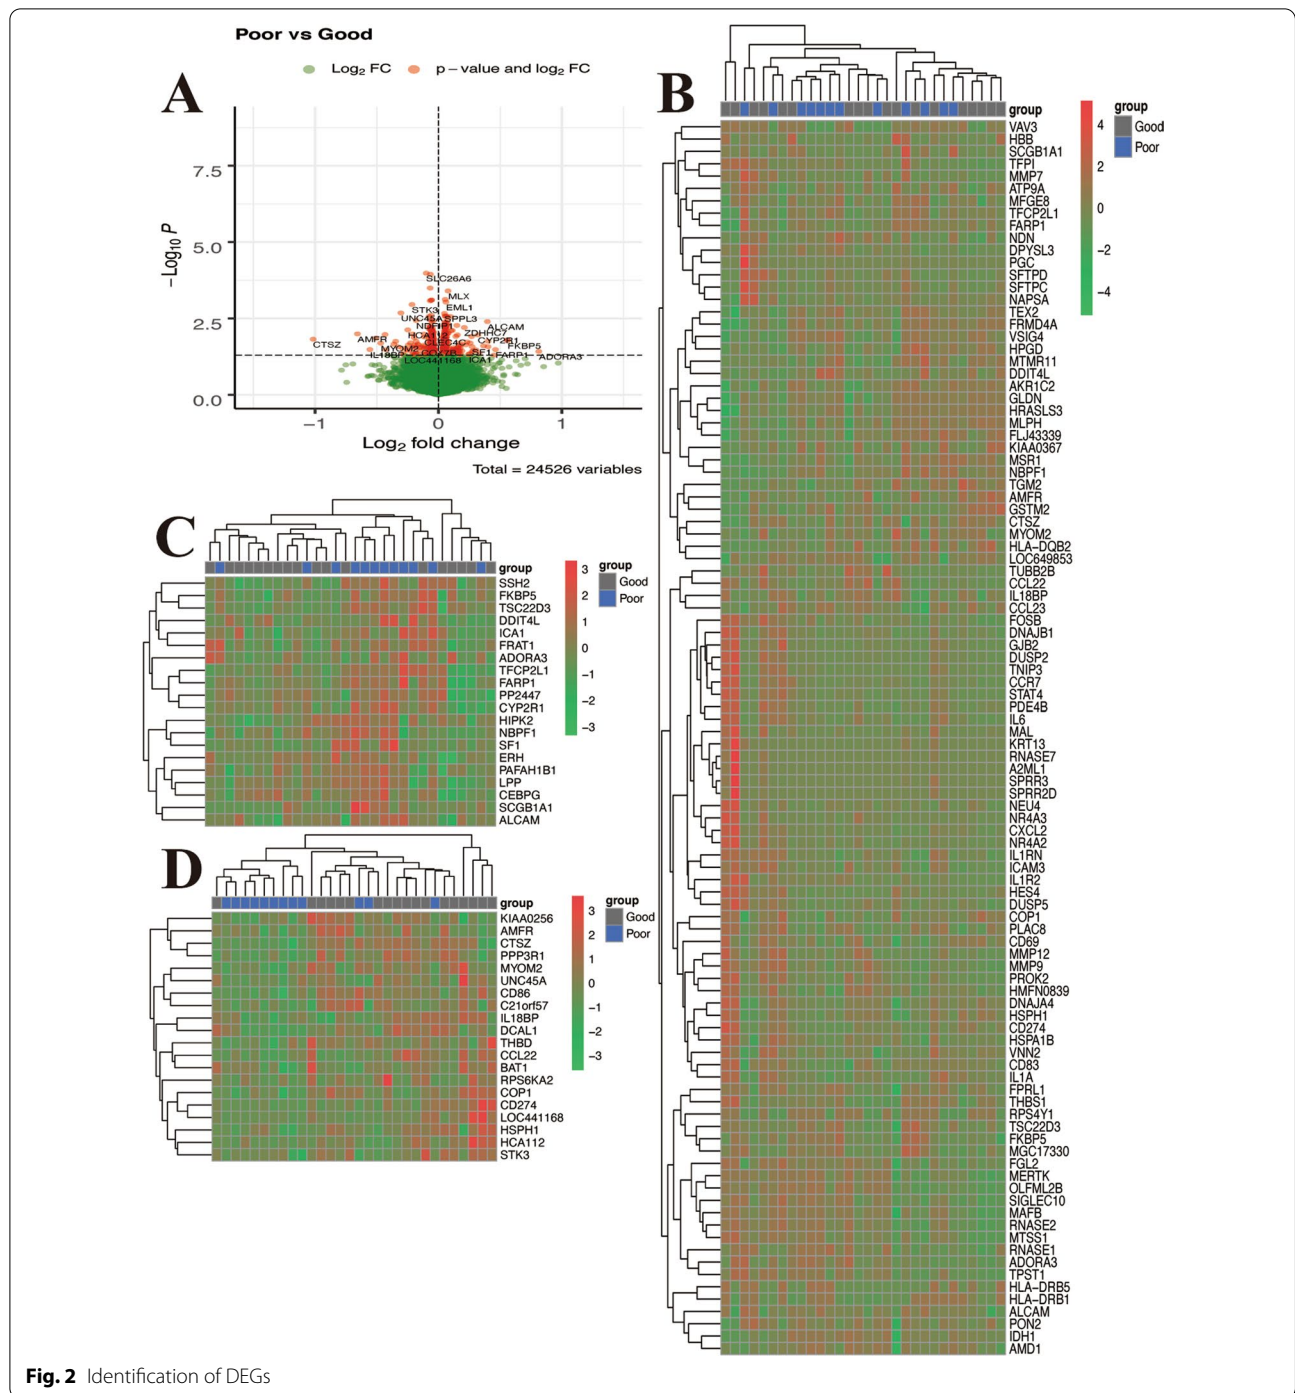 Poor vs Good
Log2 FC
p − value and log2 FC
A
−Log10 P
7.5
5.0
2.5
0.0
SLC26A6
MLX
STK3
EML1
UNC45A
SPPL3
NDRIP1
ALCAM
HCA112
ZDHHC7
AMFR
CLEC4C
CYP2R1
CTSZ
MYOM2
FKBP5
IL18BP
SF1
FARP1
ADORA3
LOC441168
ICA1
−1
0
1
Log2 fold change
Total = 24526 variables
B
group
VAV3
HBB
SCGB1A1
TFPI
MMP7
ATP9A
MFGE8
TFCP2L1
FARP1
NDN
DPYSL3
PGC
SFTPD
SFTPC
NAPSA
TEX2
FRMD4A
VSIG4
HPGD
MTMR11
DDIT4L
AKR1C2
GLDN
HRASLS3
MLPH
FLJ43339
KIAA0367
MSR1
NBPF1
TGM2
AMFR
GSTM2
CTSZ
MYOM2
HLA−DQB2
LOC649853
TUBB2B
CCL22
IL18BP
CCL23
FOSB
DNAJB1
GJB2
DUSP2
TNIP3
CCR7
STAT4
PDE4B
IL6
MAL
KRT13
RNASE7
A2ML1
SPRR3
SPRR2D
NEU4
NR4A3
CXCL2
NR4A2
IL1RN
ICAM3
IL1R2
HES4
DUSP5
COP1
PLAC8
CD69
MMP12
MMP9
PROK2
HMFN0839
DNAJA4
HSPH1
CD274
HSPA1B
VNN2
CD83
IL1A
FPRL1
THBS1
RPS4Y1
TSC22D3
FKBP5
MGC17330
FGL2
MERTK
OLFML2B
SIGLEC10
MAFB
RNASE2
MTSS1
RNASE1
ADORA3
TPST1
HLA−DRB5
HLA−DRB1
ALCAM
PON2
IDH1
AMD1
4
2
0
−2
−4
group
Good
Poor
C
group
SSH2
FKBP5
TSC22D3
DDIT4L
ICA1
FRAT1
ADORA3
TFCP2L1
FARP1
PP2447
CYP2R1
HIPK2
NBPF1
SF1
ERH
PAFAH1B1
LPP
CEBPG
SCGB1A1
ALCAM
3
2
1
0
−1
−2
−3
group
Good
Poor
D
group
KIAA0256
AMFR
CTSZ
PPP3R1
MYOM2
UNC45A
CD86
C21orf57
IL18BP
DCAL1
THBD
CCL22
BAT1
RPS6KA2
COP1
CD274
LOC441168
HSPH1
HCA112
STK3
3
2
1
0
−1
−2
−3
group
Good
Poor
Fig. 2 Identification of DEGs